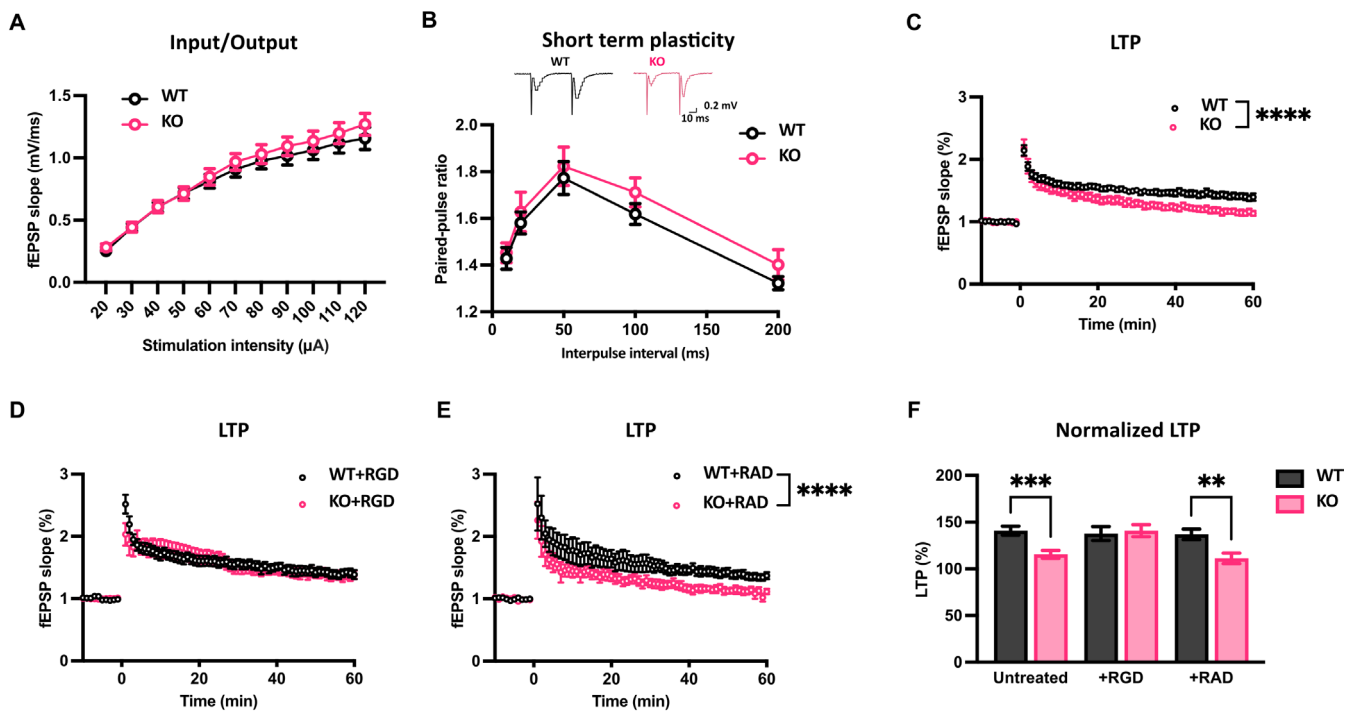 A
Input/Output
WT
KO
fEPSP slope (mV/ms)
1.5
1.0
0.5
0.0
20 30 40 50 60 70 80 90 100 110 120
Stimulation intensity (µA)
B
Short term plasticity
WT KO
0.2 mV
10 ms
WT
KO
Paired-pulse ratio
2.0
1.8
1.6
1.4
1.2
0 50 100 150 200
Interpulse interval (ms)
C
LTP
WT
KO
****
fEPSP slope (%)
3
2
1
0
0 20 40 60
Time (min)
D
LTP
WT+RGD
KO+RGD
fEPSP slope (%)
3
2
1
0
0 20 40 60
Time (min)
E
LTP
WT+RAD
KO+RAD
****
fEPSP slope (%)
3
2
1
0
0 20 40 60
Time (min)
F
Normalized LTP
WT
KO
*** **
LTP (%)
200
150
100
50
0
Untreated +RGD +RAD